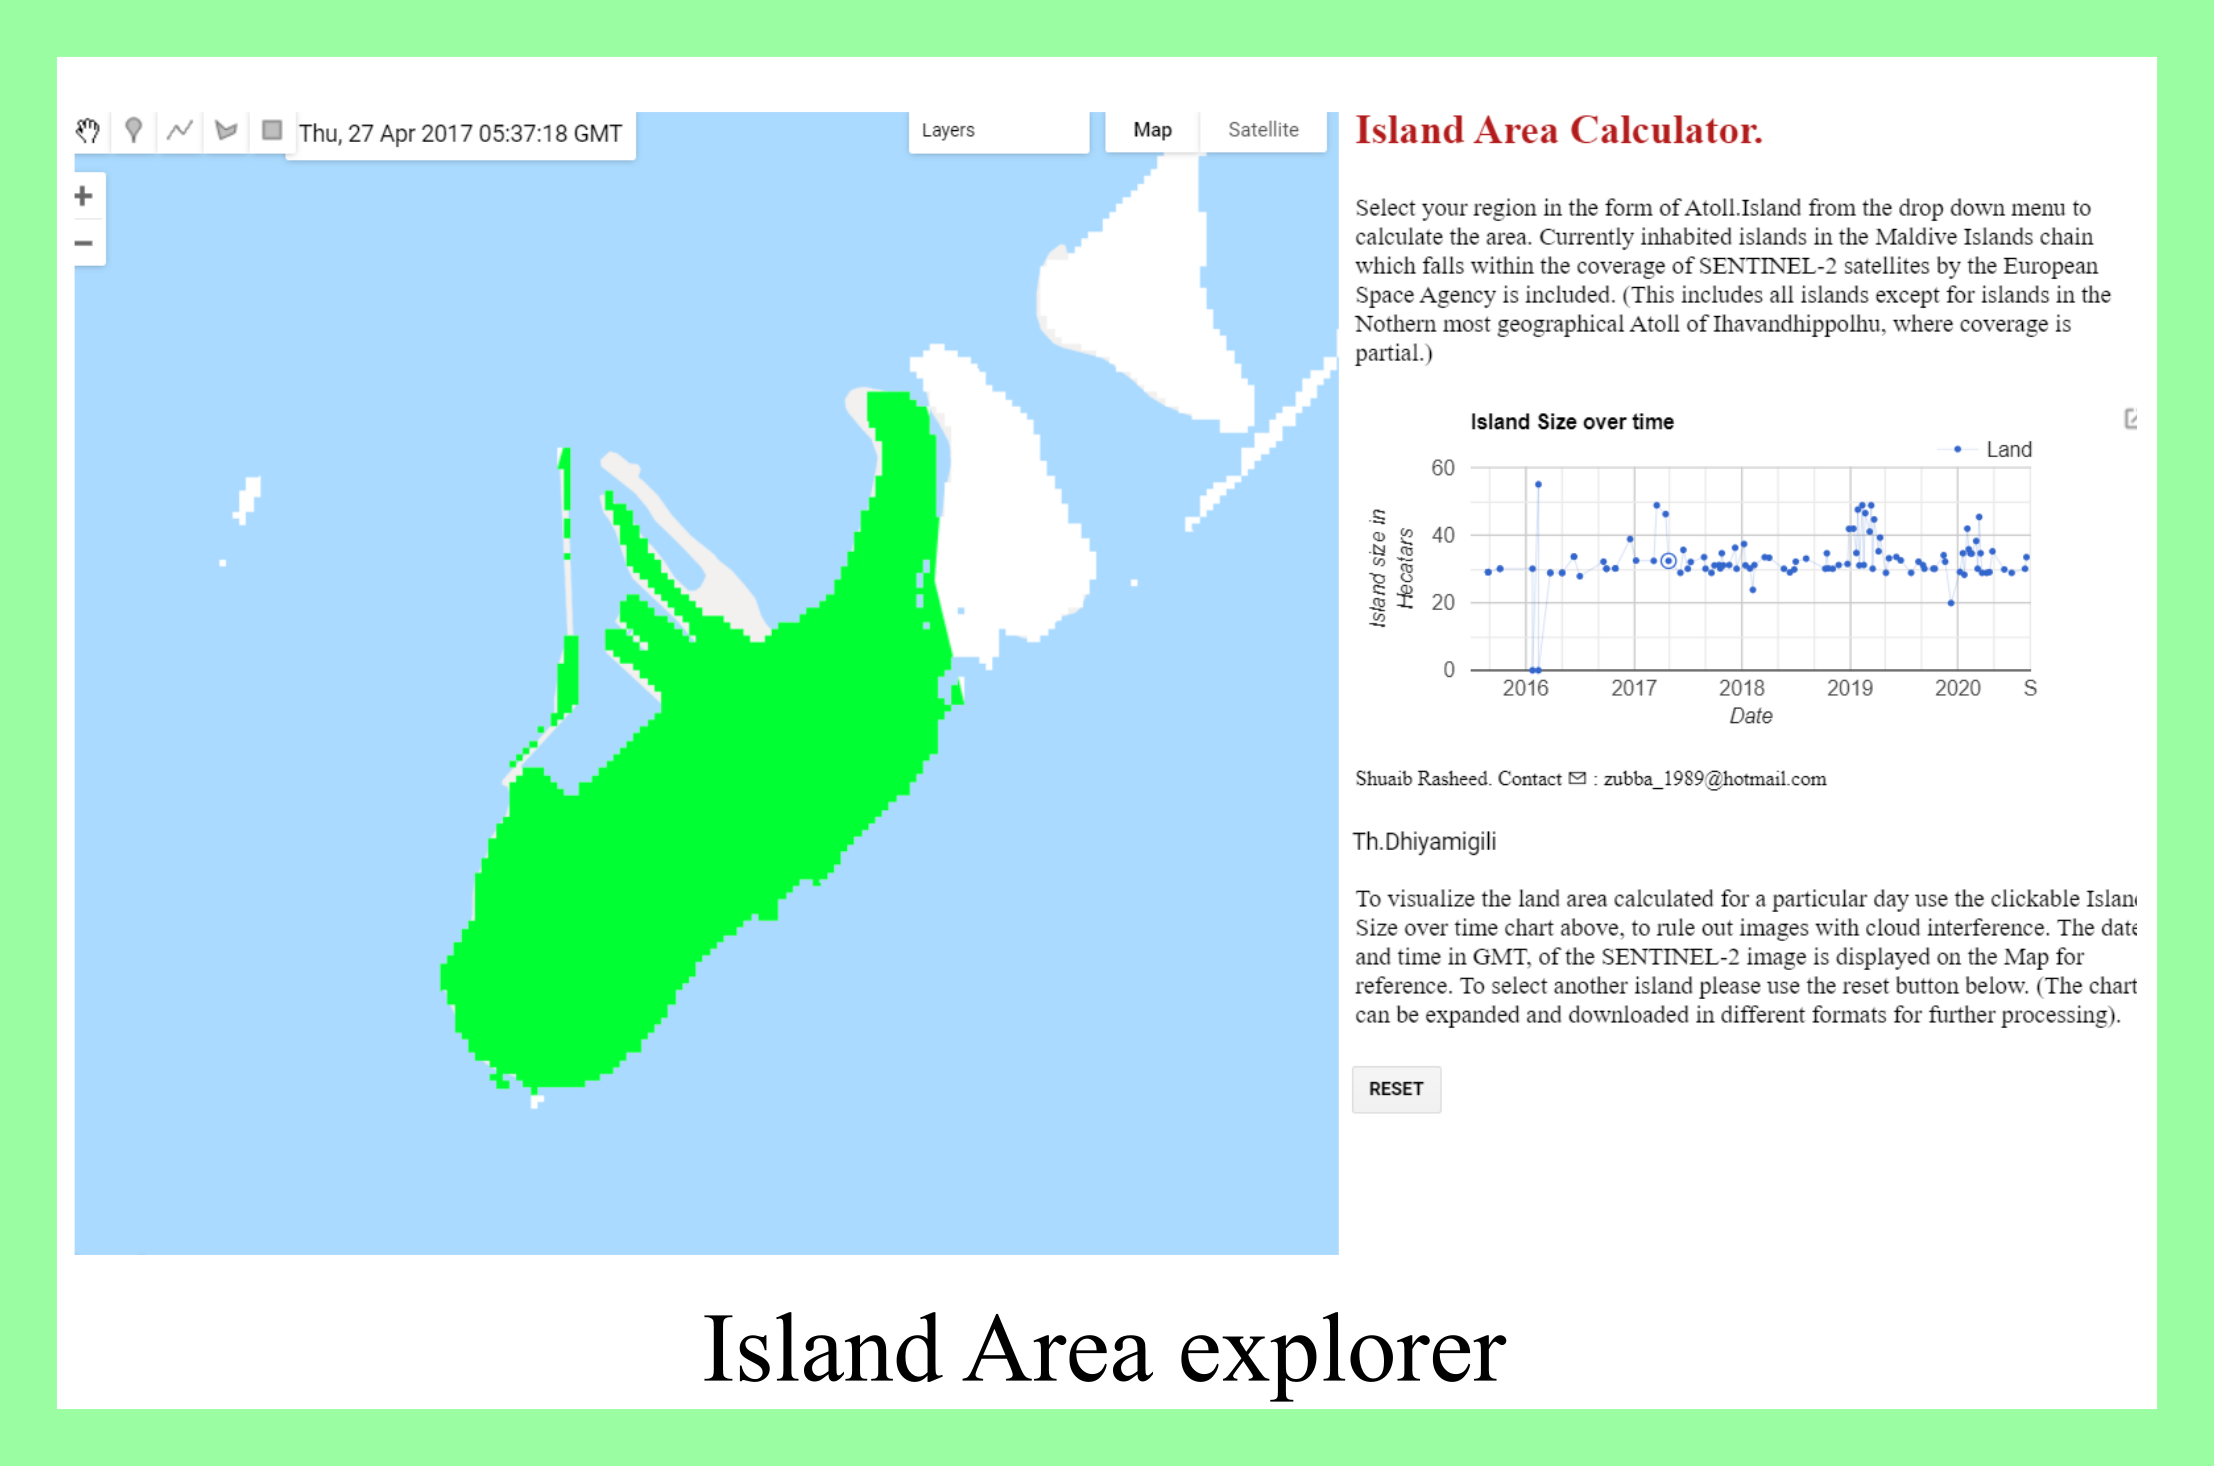 Thu, 27 Apr 2017 05:37:18 GMT
Layers
Map
Satellite
+
−
Island Area Calculator.
Select your region in the form of Atoll.Island from the drop down menu to
calculate the area. Currently inhabited islands in the Maldive Islands chain
which falls within the coverage of SENTINEL-2 satellites by the European
Space Agency is included. (This includes all islands except for islands in the
Nothern most geographical Atoll of Ihavandhippolhu, where coverage is
partial.)
Island Size over time
Land
Island size in
Hecatars
60
40
20
0
2016 2017 2018 2019 2020 S
Date
Shuaib Rasheed. Contact ✉ : zubba_1989@hotmail.com
Th.Dhiyamigili
To visualize the land area calculated for a particular day use the clickable Islan
Size over time chart above, to rule out images with cloud interference. The date
and time in GMT, of the SENTINEL-2 image is displayed on the Map for
reference. To select another island please use the reset button below. (The chart
can be expanded and downloaded in different formats for further processing).
RESET
Island Area explorer